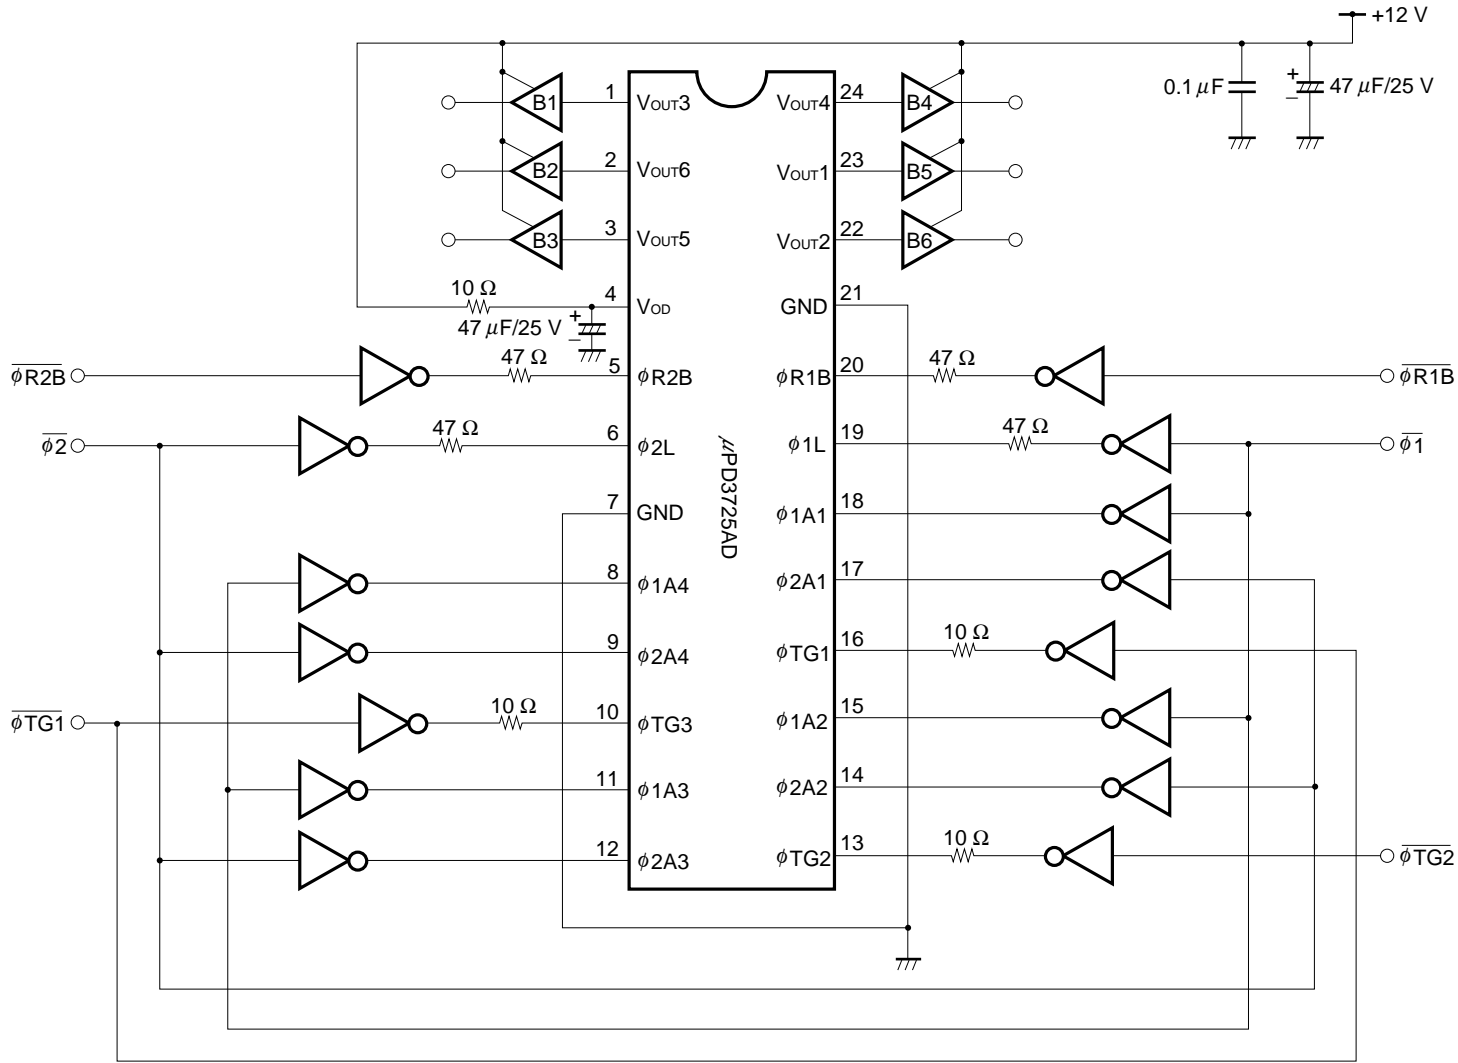 +12 V
0.1 μF
+
47 μF/25 V
−
B1
1
VOUT3
24
VOUT4
B4
B2
2
VOUT6
23
VOUT1
B5
B3
3
VOUT5
22
VOUT2
B6
10 Ω
4
VOD
21
GND
47 μF/25 V
+
−
φR2B
47 Ω
5
φR2B
20
φR1B
47 Ω
φR1B
φ2
47 Ω
6
φ2L
19
φ1L
47 Ω
φ1
μPD3725AD
7
GND
18
φ1A1
8
φ1A4
17
φ2A1
9
φ2A4
16
φTG1
10 Ω
φTG1
10 Ω
10
φTG3
15
φ1A2
11
φ1A3
14
φ2A2
12
φ2A3
13
φTG2
10 Ω
φTG2